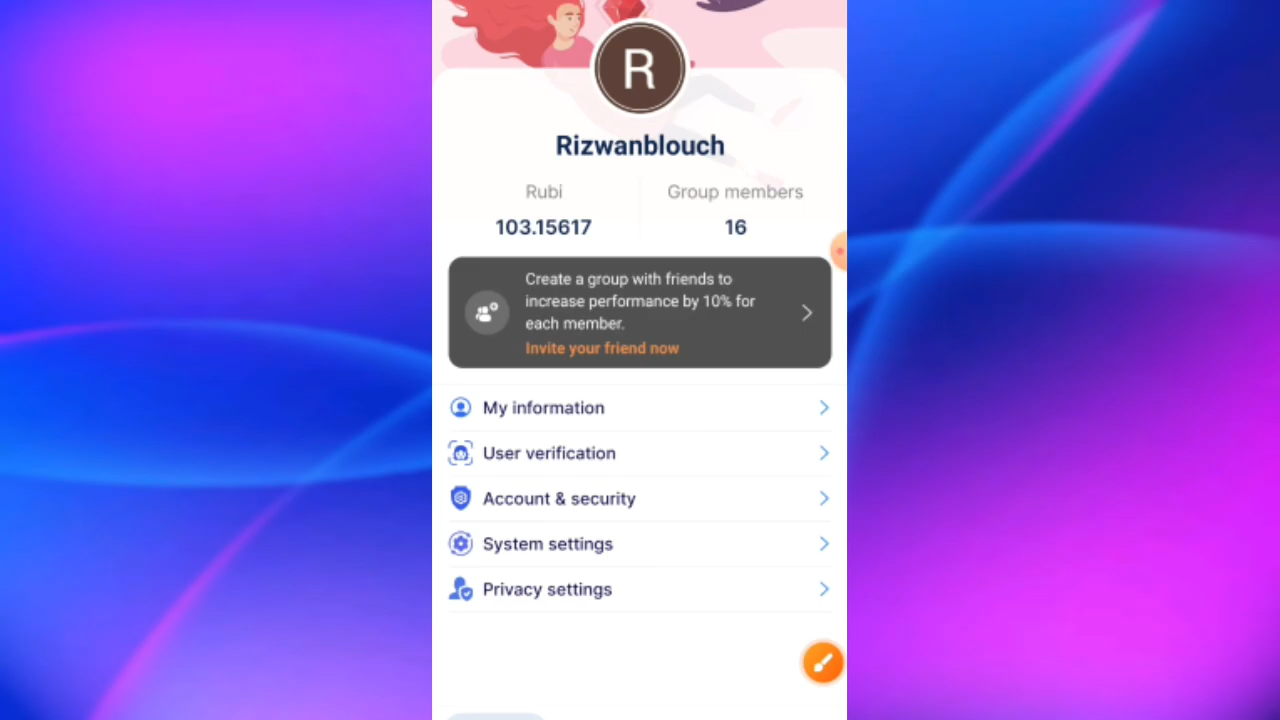 R
Rizwanblouch
Rubi
Group members
103.15617
16
Create a group with friends to
increase performance by 10% for
each member.
Invite your friend now
My information
User verification
Account & security
System settings
Privacy settings